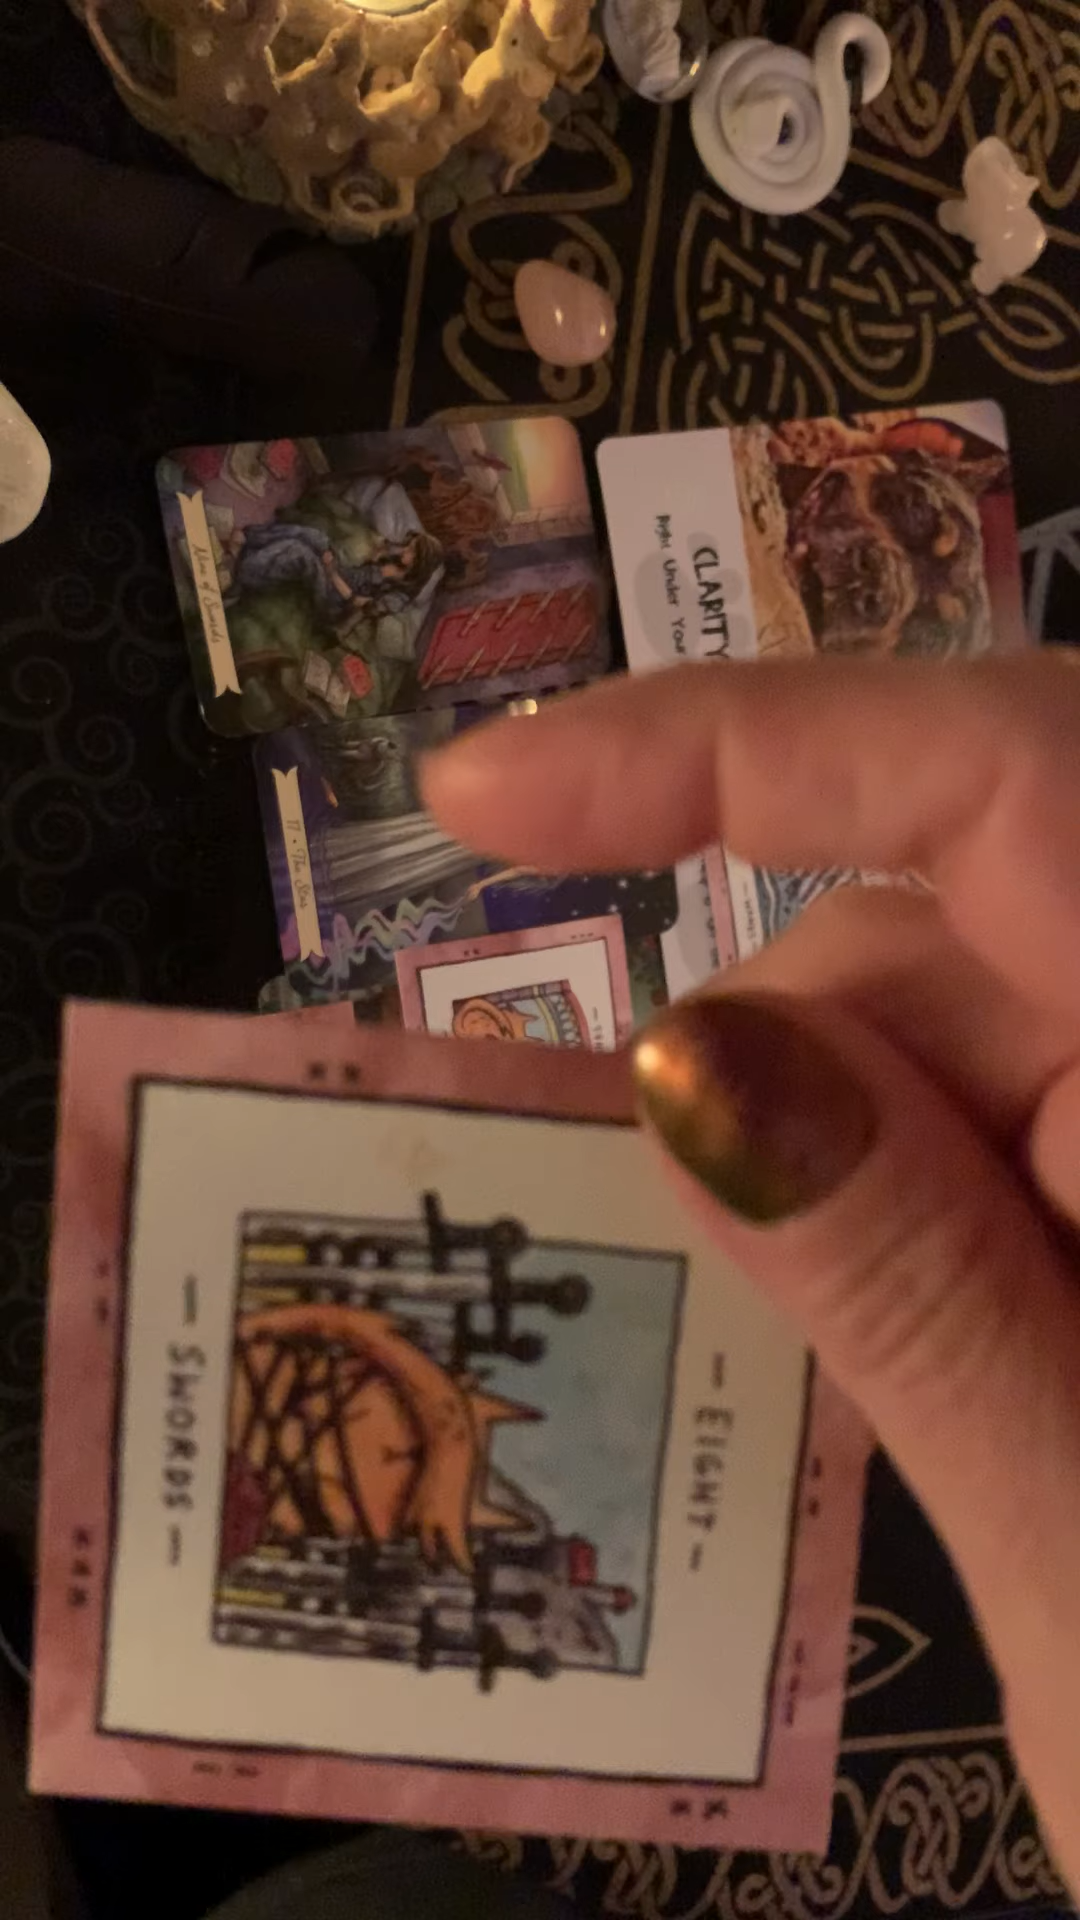 Nine of Swords
CLARITY
Right Under Your
17 • The Star
— EIGHT —
— SWORDS —